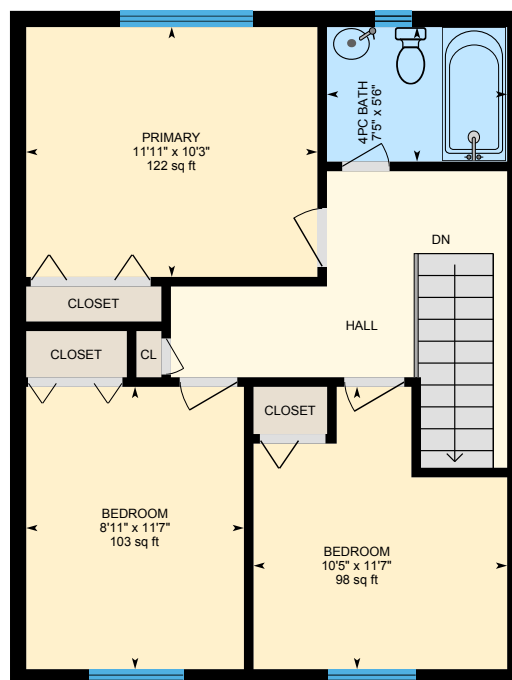 PRIMARY
11'11" x 10'3"
122 sq ft
4PC BATH
7'5" x 5'6"
DN
CLOSET
HALL
CLOSET
CL
CLOSET
BEDROOM
8'11" x 11'7"
103 sq ft
BEDROOM
10'5" x 11'7"
98 sq ft